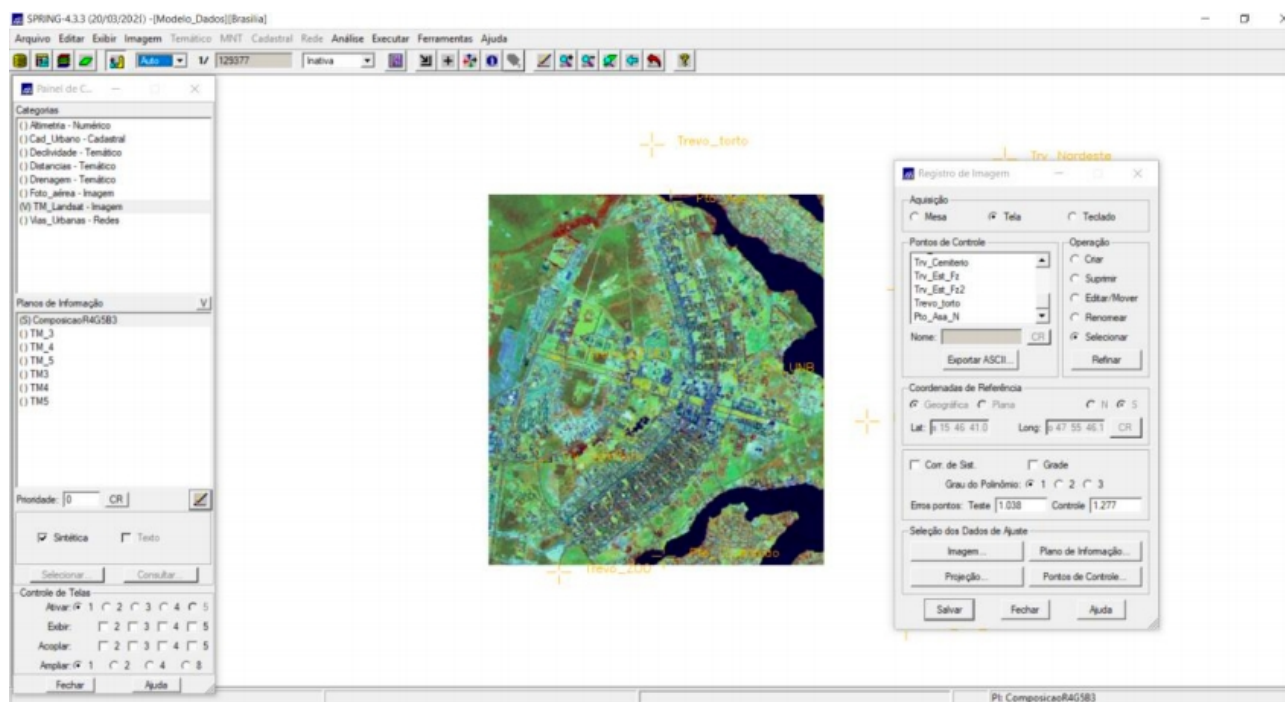 SPRING-4.3.3 (20/03/2021) -[Modelo_Dados][Brasilia]
Arquivo Editar Exibir Imagem Temático MNT Cadastral Rede Análise Executar Ferramentas Ajuda
Auto 1/ 129377 Inativa
Painel de C...
Categorias
() Altimetria - Numérico
() Cad_Urbano - Cadastral
() Declividade - Temático
() Distancias - Temático
() Drenagem - Temático
() Foto_aérea - Imagem
(V) TM_Landsat - Imagem
() Vias_Urbanas - Redes
Planos de Informação V
(S) ComposicaoR4G5B3
() TM_3
() TM_4
() TM_5
() TM3
() TM4
() TM5
Prioridade: 0 CR
Sintética Texto
Selecionar... Consultar...
Controle de Telas
Ativar: 1 2 3 4 5
Exibir: 2 3 4 5
Acoplar: 2 3 4 5
Ampliar: 1 2 4 8
Fechar Ajuda
Trevo_torto
Trv_Nordeste
UNB
Trevo_200
Registro de Imagem
Aquisição
Mesa Tela Teclado
Pontos de Controle
Trv_Cemiterio
Trv_Est_Fz
Trv_Est_Fz2
Trevo_torto
Pto_Asa_N
Nome: CR
Exportar ASCII...
Operação
Criar
Suprimir
Editar/Mover
Renomear
Selecionar
Refinar
Coordenadas de Referência
Geográfica Plana N S
Lat: o 15 46 41.0 Long: o 47 55 46.1 CR
Corr. de Sist. Grade
Grau do Polinômio: 1 2 3
Erros pontos: Teste 1.038 Controle 1.277
Seleção dos Dados de Ajuste
Imagem... Plano de Informação...
Projeção... Pontos de Controle...
Salvar Fechar Ajuda
PI: ComposicaoR4G5B3